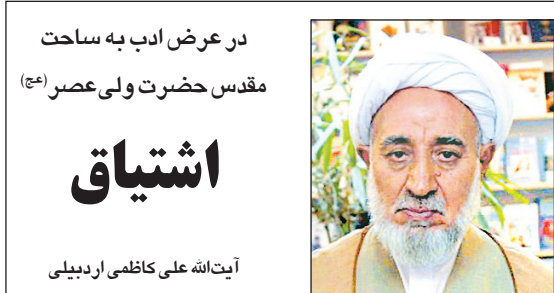 در عرض ادب به ساحت
مقدس حضرت ولی‌عصر (عج)
اشتیاق
آیت‌الله علی کاظمی اردبیلی